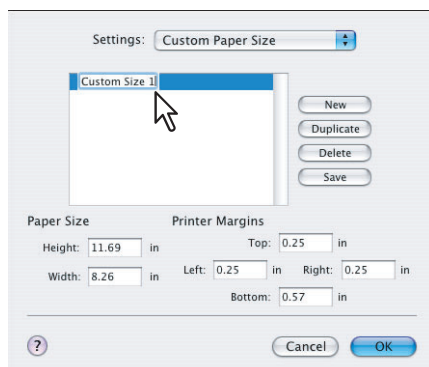 Settings: Custom Paper Size
Custom Size 1
New
Duplicate
Delete
Save
Paper Size Printer Margins
Height: 11.69 in Top: 0.25 in
Width: 8.26 in Left: 0.25 in Right: 0.25 in
Bottom: 0.57 in
? Cancel OK